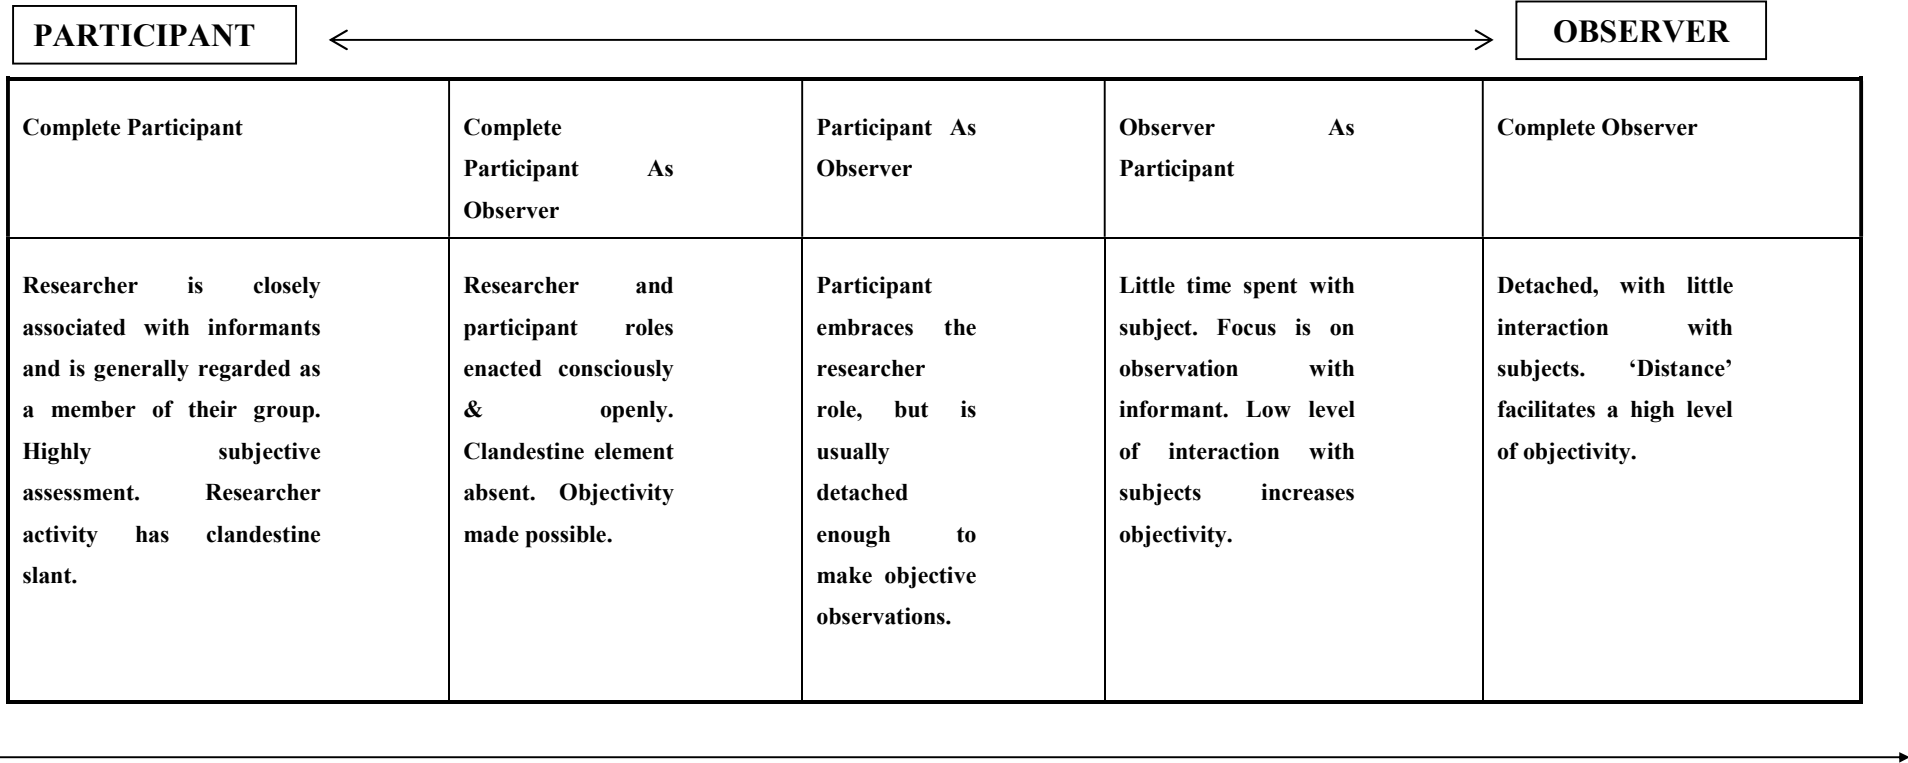 PARTICIPANT
OBSERVER
Complete Participant
Complete
Participant As
Observer
Participant As
Observer
Observer As
Participant
Complete Observer
Researcher is closely
associated with informants
and is generally regarded as
a member of their group.
Highly subjective
assessment. Researcher
activity has clandestine
slant.
Researcher and
participant roles
enacted consciously
& openly.
Clandestine element
absent. Objectivity
made possible.
Participant
embraces the
researcher
role, but is
usually
detached
enough to
make objective
observations.
Little time spent with
subject. Focus is on
observation with
informant. Low level
of interaction with
subjects increases
objectivity.
Detached, with little
interaction with
subjects. ‘Distance’
facilitates a high level
of objectivity.